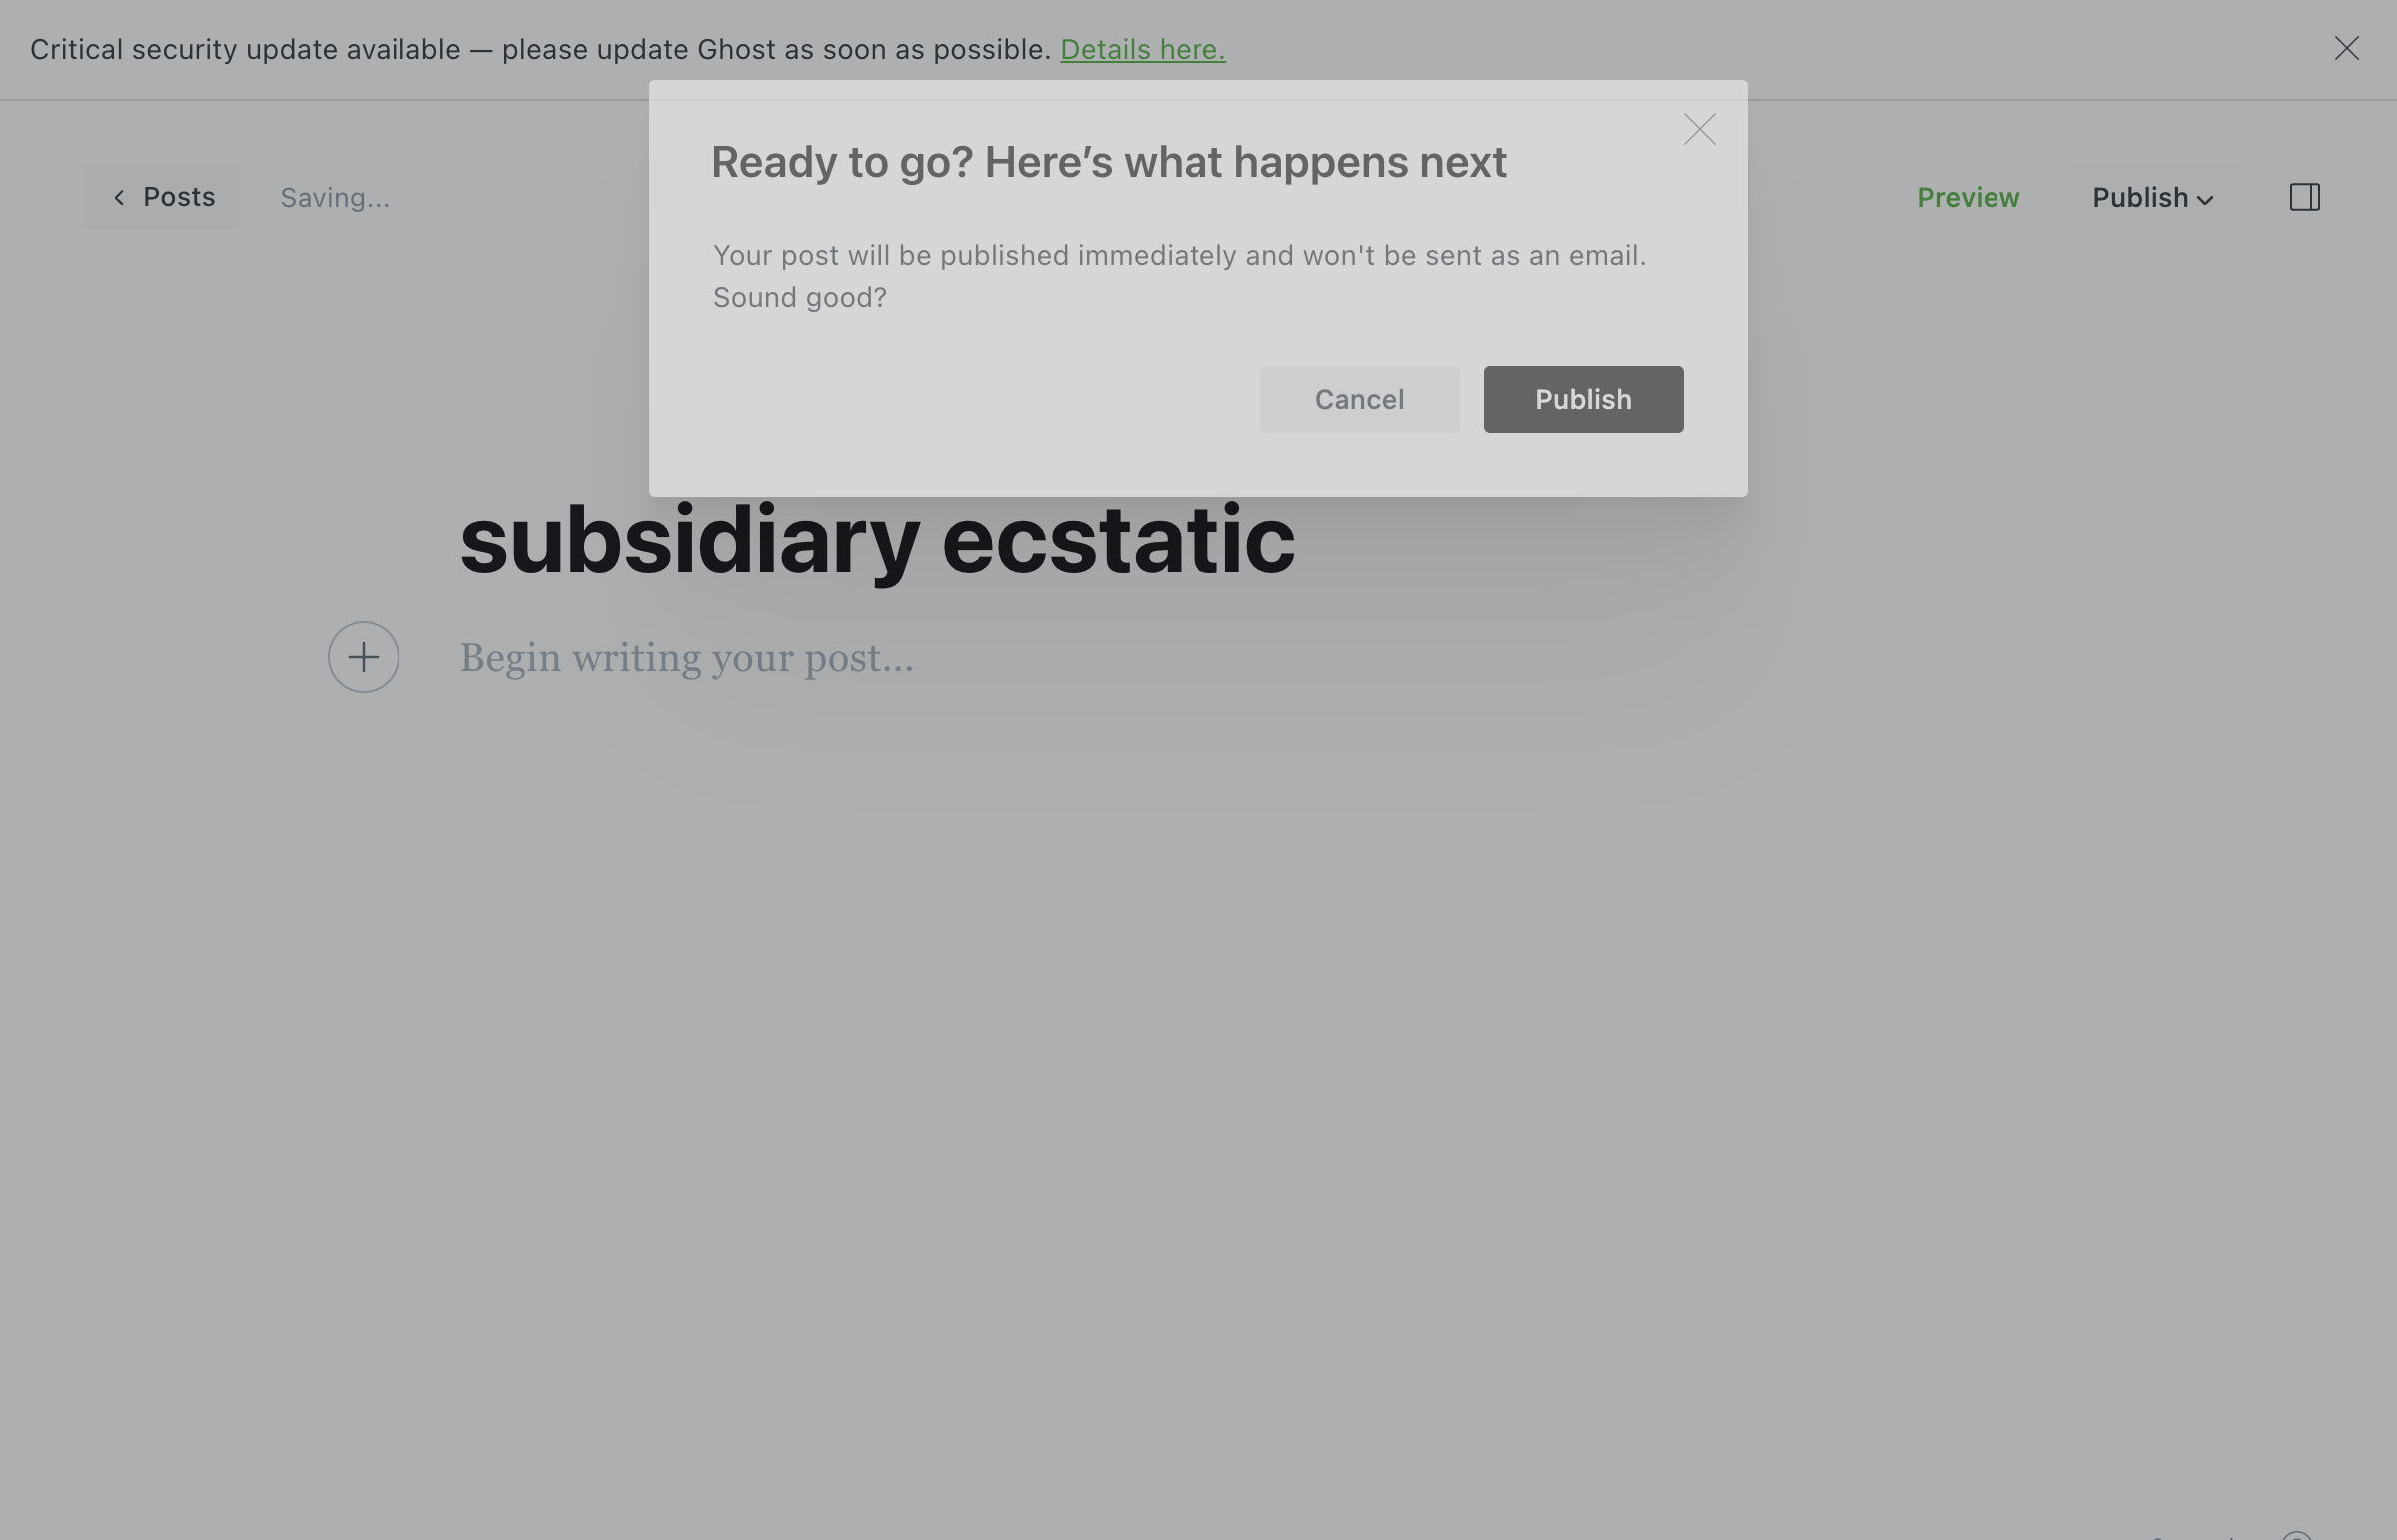 Critical security update available — please update Ghost as soon as possible. Details here.
Ready to go? Here’s what happens next
Posts
Saving...
Preview
Publish
Your post will be published immediately and won't be sent as an email.
Sound good?
Cancel
Publish
subsidiary ecstatic
Begin writing your post...